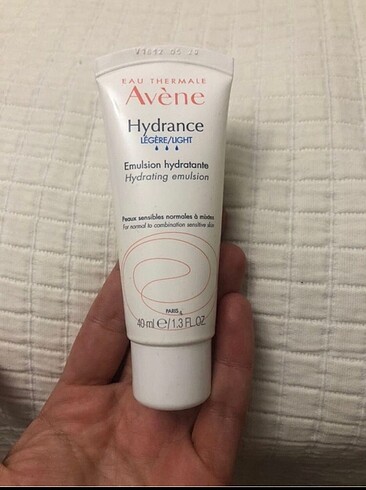 EAU THERMALE
Avène
Hydrance
LÉGÈRE/LIGHT
Emulsion hydratante
Hydrating emulsion
Peaux sensibles normales à mixtes
For normal to combination sensitive skin
PARIS
40 ml e/1.3 FL.OZ